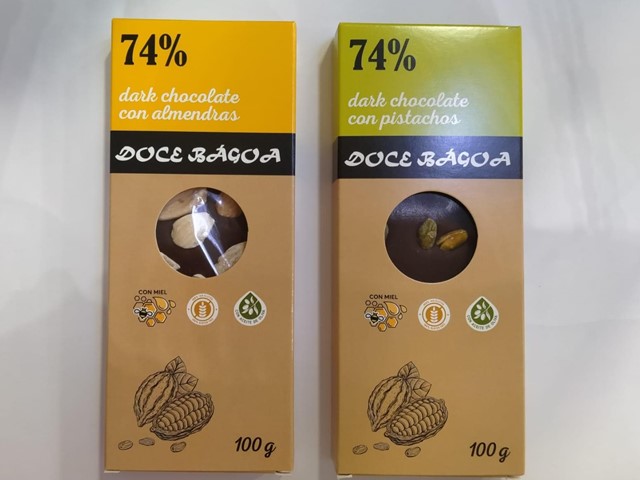 74%
dark chocolate
con almendras
DOCE BÁGOA
CON MIEL
100 g
74%
dark chocolate
con pistachos
DOCE BÁGOA
CON MIEL
100 g